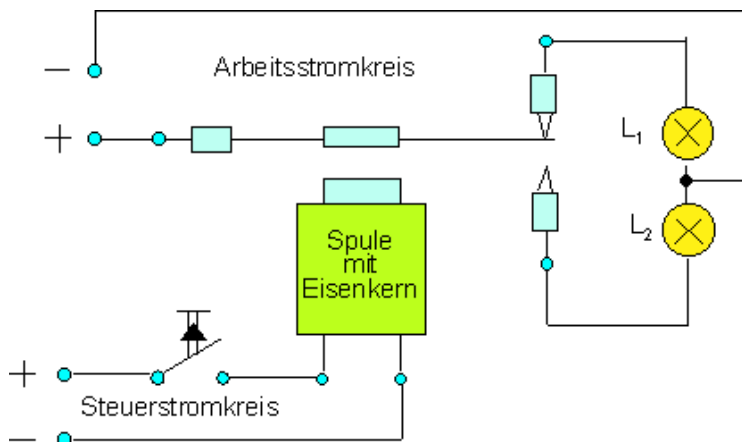 − Arbeitsstromkreis
+
L1
L2
Spule
mit
Eisenkern
+
Steuerstromkreis
−